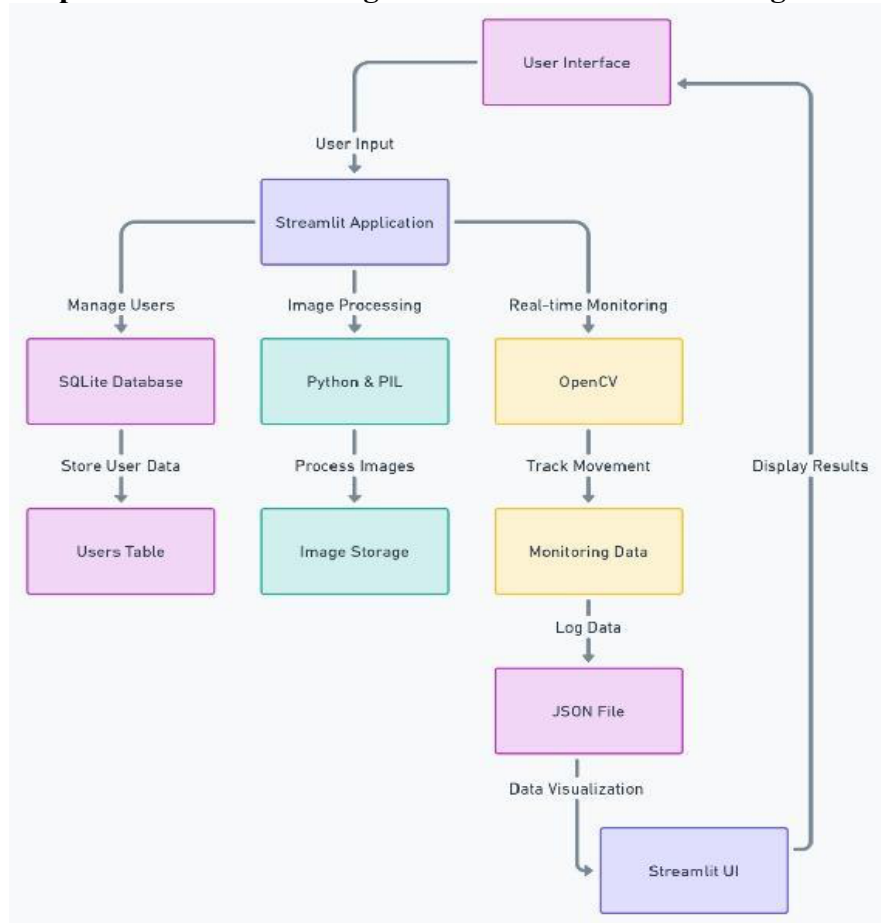 User Interface
User Input
Streamlit Application
Manage Users
Image Processing
Real-time Monitoring
SQLite Database
Python & PIL
OpenCV
Store User Data
Process Images
Track Movement
Display Results
Users Table
Image Storage
Monitoring Data
Log Data
JSON File
Data Visualization
Streamlit UI